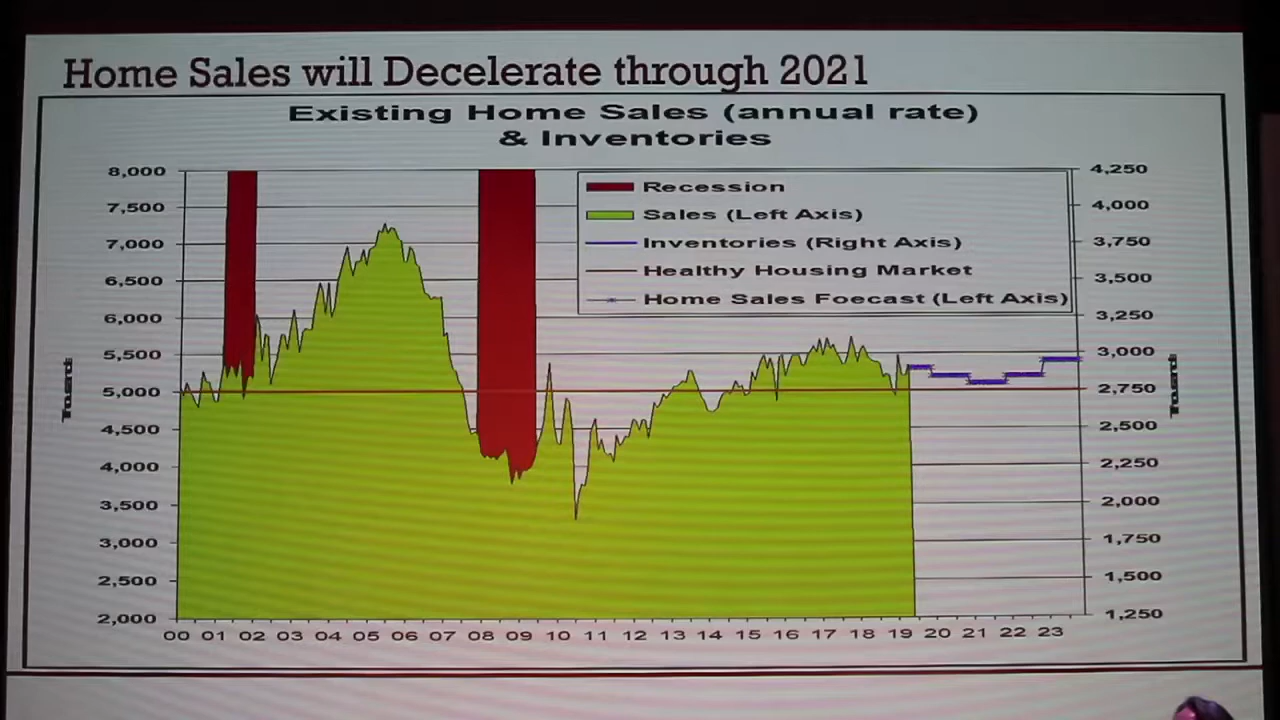 Home Sales will Decelerate through 2021
Existing Home Sales (annual rate)
& Inventories
8,000
7,500
7,000
6,500
6,000
5,500
5,000
4,500
4,000
3,500
3,000
2,500
2,000
Recession
Sales (Left Axis)
Inventories (Right Axis)
Healthy Housing Market
Home Sales Foecast (Left Axis)
4,250
4,000
3,750
3,500
3,250
3,000
2,750
2,500
2,250
2,000
1,750
1,500
1,250
00 01 02 03 04 05 06 07 08 09 10 11 12 13 14 15 16 17 18 19 20 21 22 23